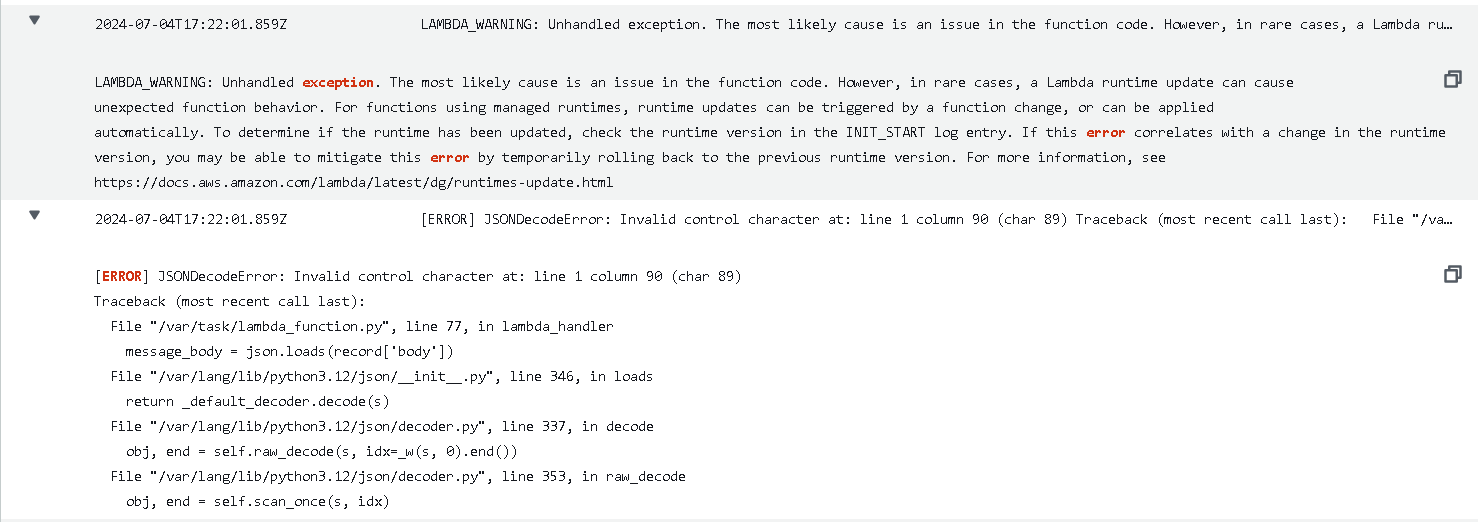 2024-07-04T17:22:01.859Z LAMBDA_WARNING: Unhandled exception. The most likely cause is an issue in the function code. However, in rare cases, a Lambda ru…
LAMBDA_WARNING: Unhandled exception. The most likely cause is an issue in the function code. However, in rare cases, a Lambda runtime update can cause
unexpected function behavior. For functions using managed runtimes, runtime updates can be triggered by a function change, or can be applied
automatically. To determine if the runtime has been updated, check the runtime version in the INIT_START log entry. If this error correlates with a change in the runtime
version, you may be able to mitigate this error by temporarily rolling back to the previous runtime version. For more information, see
https://docs.aws.amazon.com/lambda/latest/dg/runtimes-update.html
2024-07-04T17:22:01.859Z [ERROR] JSONDecodeError: Invalid control character at: line 1 column 90 (char 89) Traceback (most recent call last): File "/va…
[ERROR] JSONDecodeError: Invalid control character at: line 1 column 90 (char 89)
Traceback (most recent call last):
File "/var/task/lambda_function.py", line 77, in lambda_handler
message_body = json.loads(record['body'])
File "/var/lang/lib/python3.12/json/__init__.py", line 346, in loads
return _default_decoder.decode(s)
File "/var/lang/lib/python3.12/json/decoder.py", line 337, in decode
obj, end = self.raw_decode(s, idx=_w(s, 0).end())
File "/var/lang/lib/python3.12/json/decoder.py", line 353, in raw_decode
obj, end = self.scan_once(s, idx)